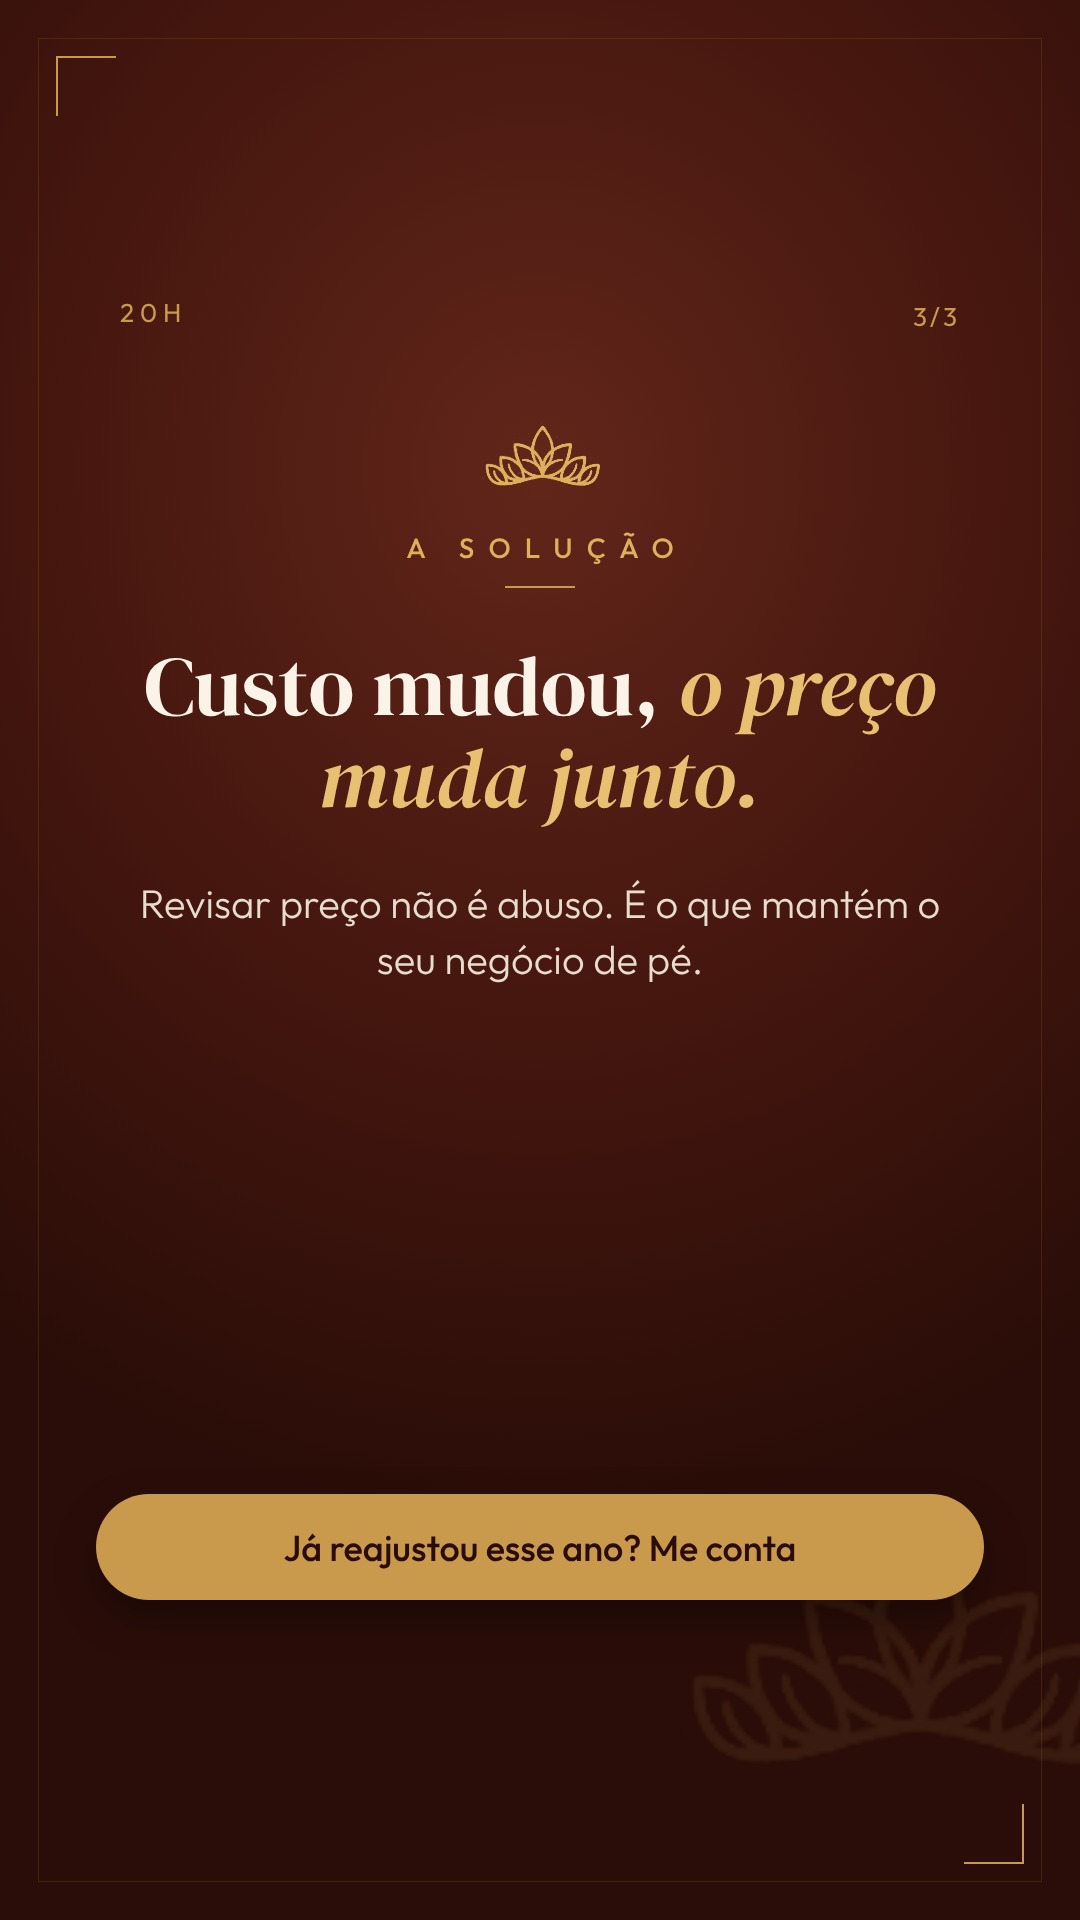 20H
3/3
A SOLUÇÃO
Custo mudou, o preço
muda junto.
Revisar preço não é abuso. É o que mantém o
seu negócio de pé.
Já reajustou esse ano? Me conta